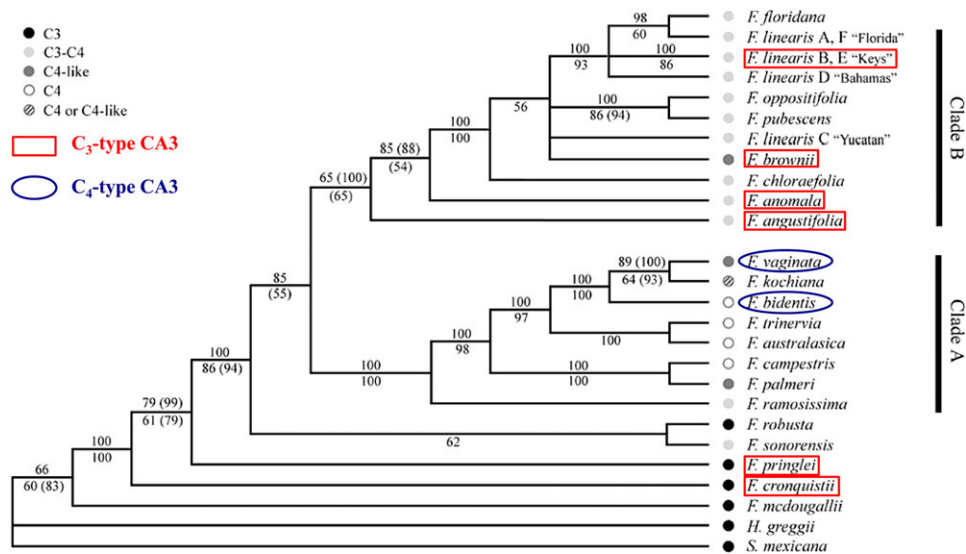 C3
C3-C4
C4-like
C4
C4 or C4-like
C3-type CA3
C4-type CA3
F. floridana
F. linearis A, F "Florida"
F. linearis B, E "Keys"
F. linearis D "Bahamas"
F. oppositifolia
F. pubescens
F. linearis C "Yucatan"
F. brownii
F. chloraefolia
F. anomala
F. angustifolia
F. vaginata
F. kochiana
F. bidentis
F. trinervia
F. australasica
F. campestris
F. palmeri
F. ramosissima
F. robusta
F. sonorensis
F. pringlei
F. cronquistii
F. mcdougallii
H. greggii
S. mexicana
Clade B
Clade A
98
60
100
93
100
86
56
100
86 (94)
100
100
85 (88)
(54)
65 (100)
(65)
89 (100)
64 (93)
100
100
100
97
100
100
98
100
100
100
100
85
(55)
100
86 (94)
62
79 (99)
61 (79)
100
100
66
60 (83)